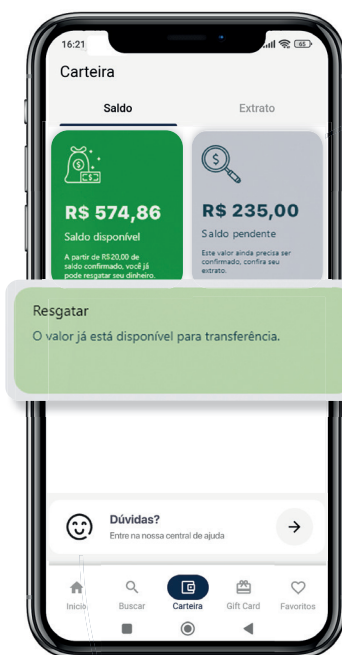 16:21
65
Carteira
Saldo
Extrato
R$ 574,86
Saldo disponível
A partir de R$20,00 de
saldo confirmado, você já
pode resgatar seu dinheiro.
R$ 235,00
Saldo pendente
Este valor ainda precisa ser
confirmado, confira seu
extrato.
Resgatar
O valor já está disponível para transferência.
Dúvidas?
Entre na nossa central de ajuda
Início
Buscar
Carteira
Gift Card
Favoritos